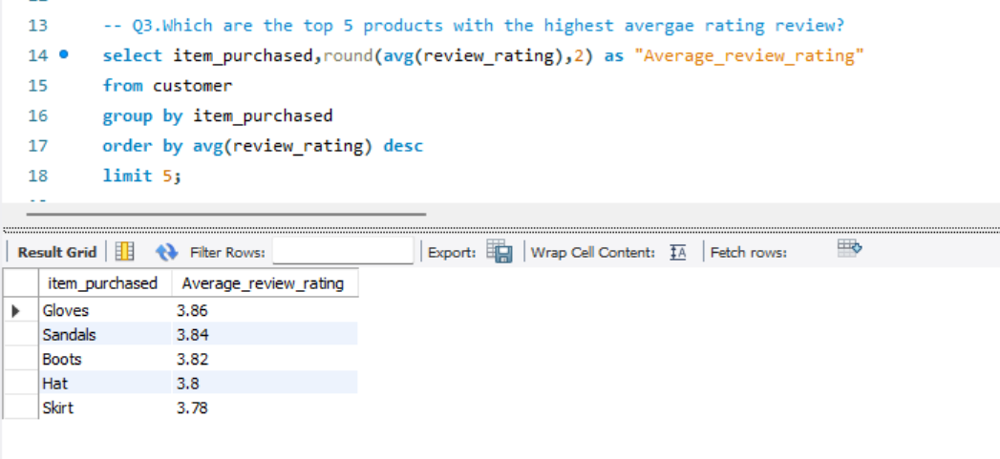 13 -- Q3.Which are the top 5 products with the highest avergae rating review?
14 select item_purchased,round(avg(review_rating),2) as "Average_review_rating"
15 from customer
16 group by item_purchased
17 order by avg(review_rating) desc
18 limit 5;
Result Grid Filter Rows: Export: Wrap Cell Content: IA Fetch rows:
item_purchased Average_review_rating
Gloves 3.86
Sandals 3.84
Boots 3.82
Hat 3.8
Skirt 3.78